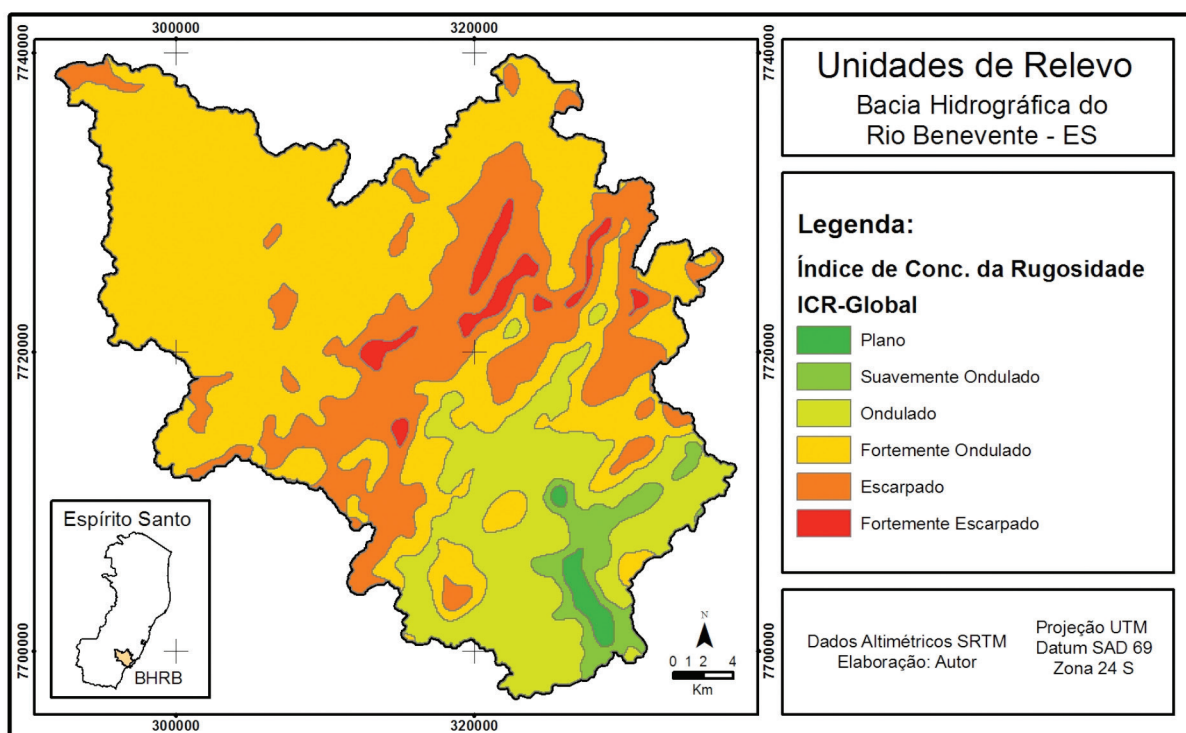 300000
320000
7740000
7740000
Unidades de Relevo
Bacia Hidrográfica do
Rio Benevente - ES
Legenda:
Índice de Conc. da Rugosidade
ICR-Global
Plano
Suavemente Ondulado
Ondulado
Fortemente Ondulado
Escarpado
Fortemente Escarpado
7720000
7720000
Espírito Santo
BHRB
N
0 1 2 4
Km
7700000
7700000
Dados Altimétricos SRTM
Elaboração: Autor
Projeção UTM
Datum SAD 69
Zona 24 S
300000
320000